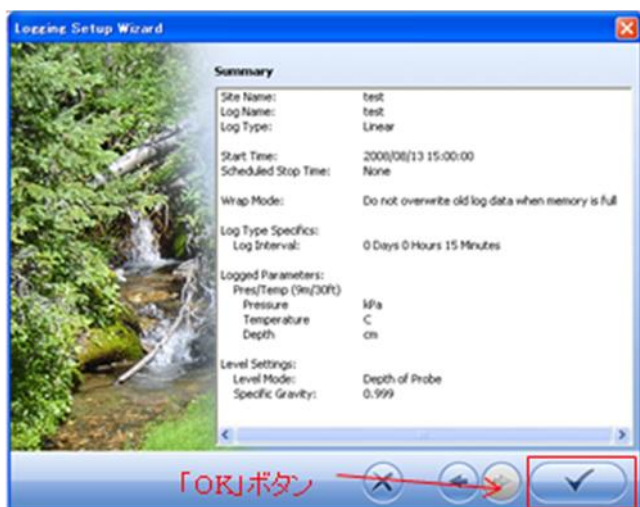 Logging Setup Wizard
Summary
Site Name: test
Log Name: test
Log Type: Linear
Start Time: 2008/08/13 15:00:00
Scheduled Stop Time: None
Wrap Mode: Do not overwrite old log data when memory is full
Log Type Specifics:
Log Interval: 0 Days 0 Hours 15 Minutes
Logged Parameters:
Pres/Temp (9m/30ft)
Pressure kPa
Temperature C
Depth cm
Level Settings:
Level Mode: Depth of Probe
Specific Gravity: 0.999
「OK」ボタン